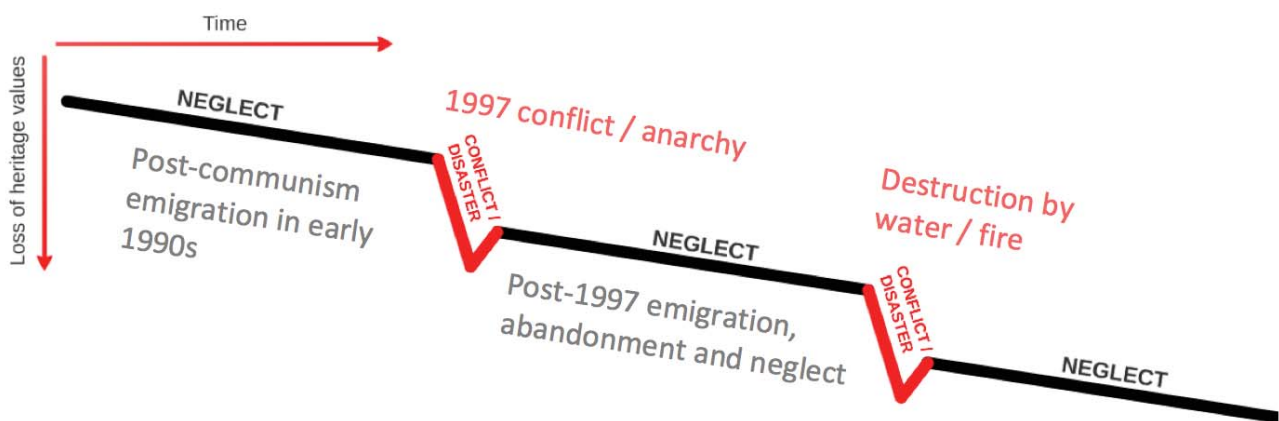 Time
Loss of heritage values
NEGLECT
Post-communism
emigration in early
1990s
1997 conflict / anarchy
CONFLICT /
DISASTER
NEGLECT
Post-1997 emigration,
abandonment and neglect
Destruction by
water / fire
CONFLICT /
DISASTER
NEGLECT